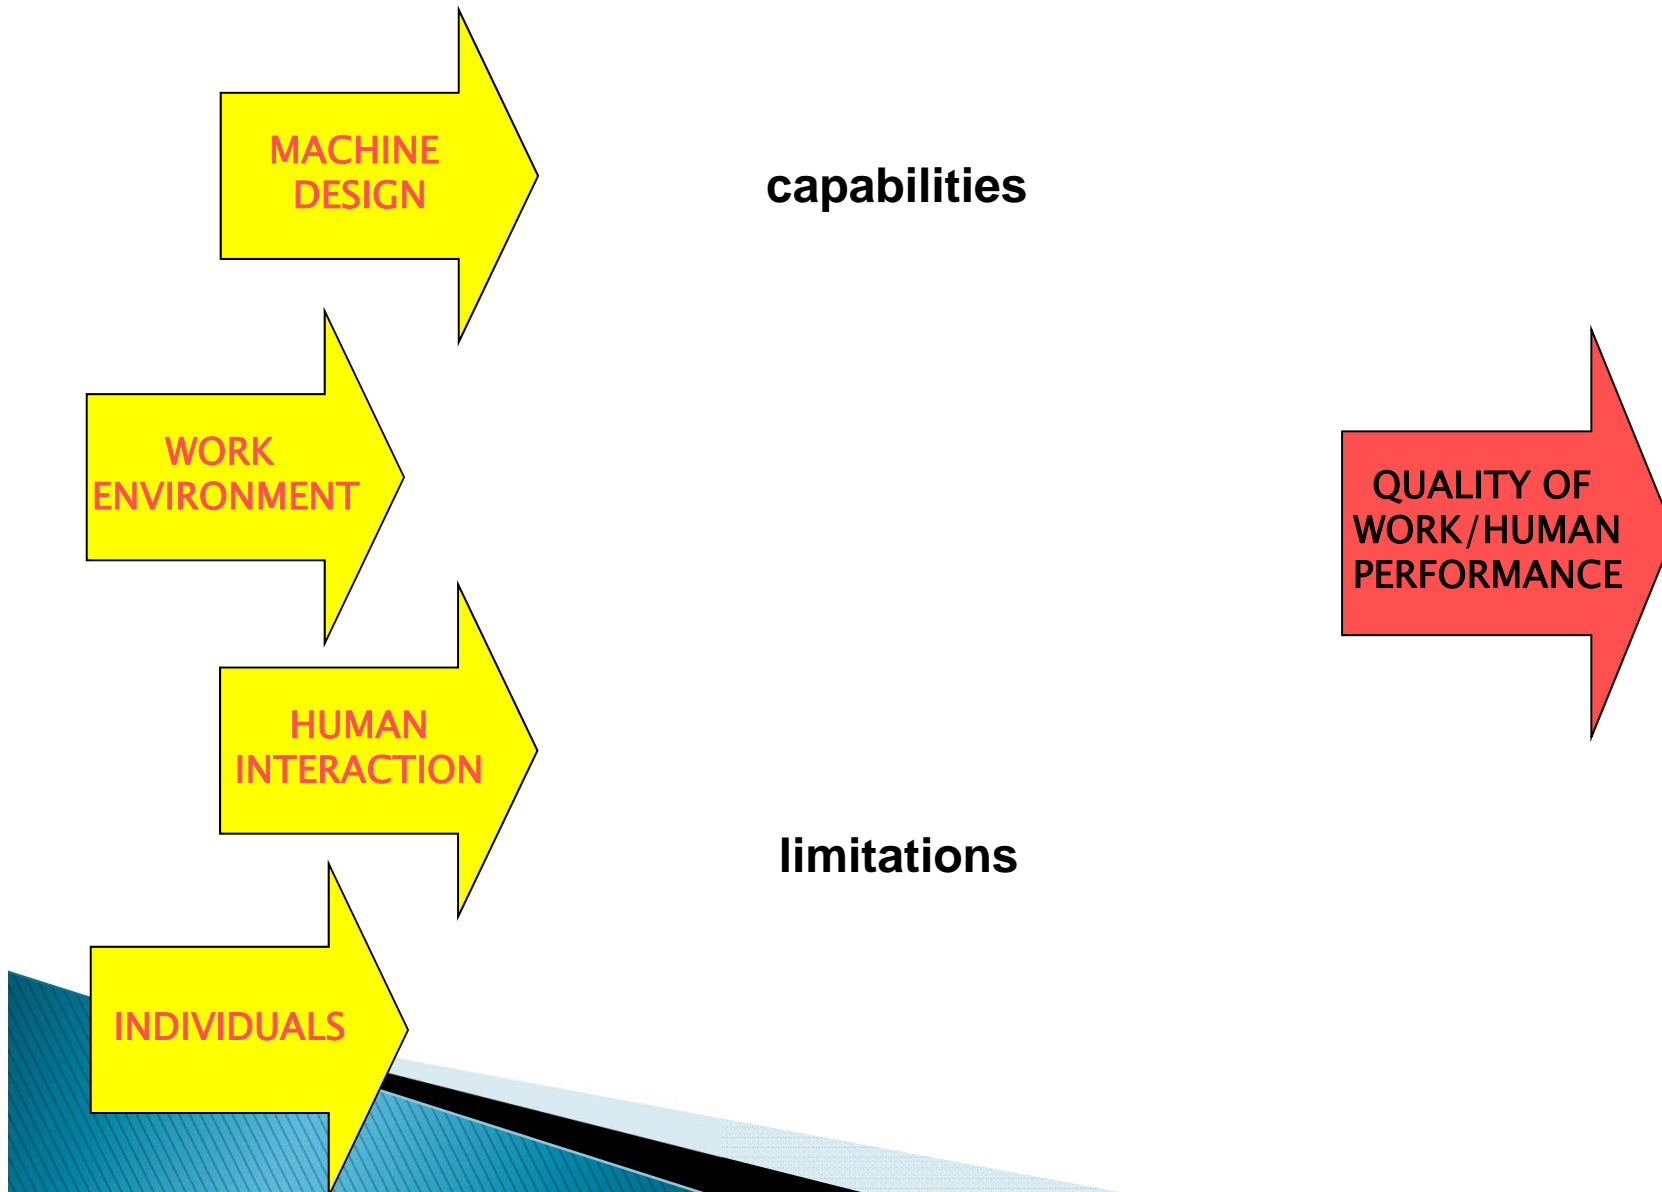 MACHINE
DESIGN
capabilities
WORK
ENVIRONMENT
QUALITY OF
WORK/HUMAN
PERFORMANCE
HUMAN
INTERACTION
limitations
INDIVIDUALS